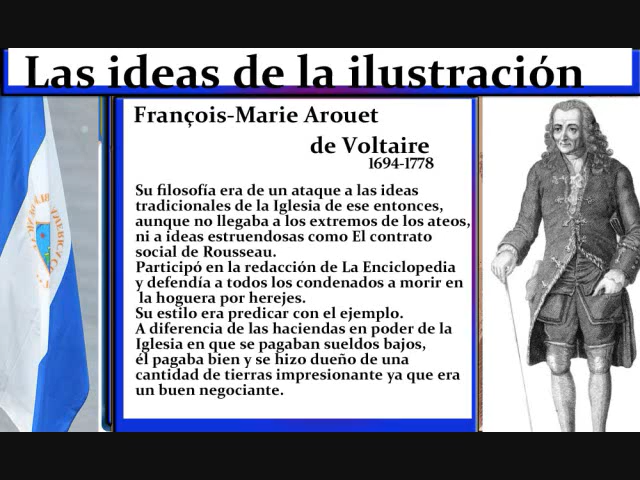 Las ideas de la ilustración
François-Marie Arouet
de Voltaire
1694-1778
Su filosofía era de un ataque a las ideas
tradicionales de la Iglesia de ese entonces,
aunque no llegaba a los extremos de los ateos,
ni a ideas estruendosas como El contrato
social de Rousseau.
Participó en la redacción de La Enciclopedia
y defendía a todos los condenados a morir en
la hoguera por herejes.
Su estilo era predicar con el ejemplo.
A diferencia de las haciendas en poder de la
Iglesia en que se pagaban sueldos bajos,
él pagaba bien y se hizo dueño de una
cantidad de tierras impresionante ya que era
un buen negociante.